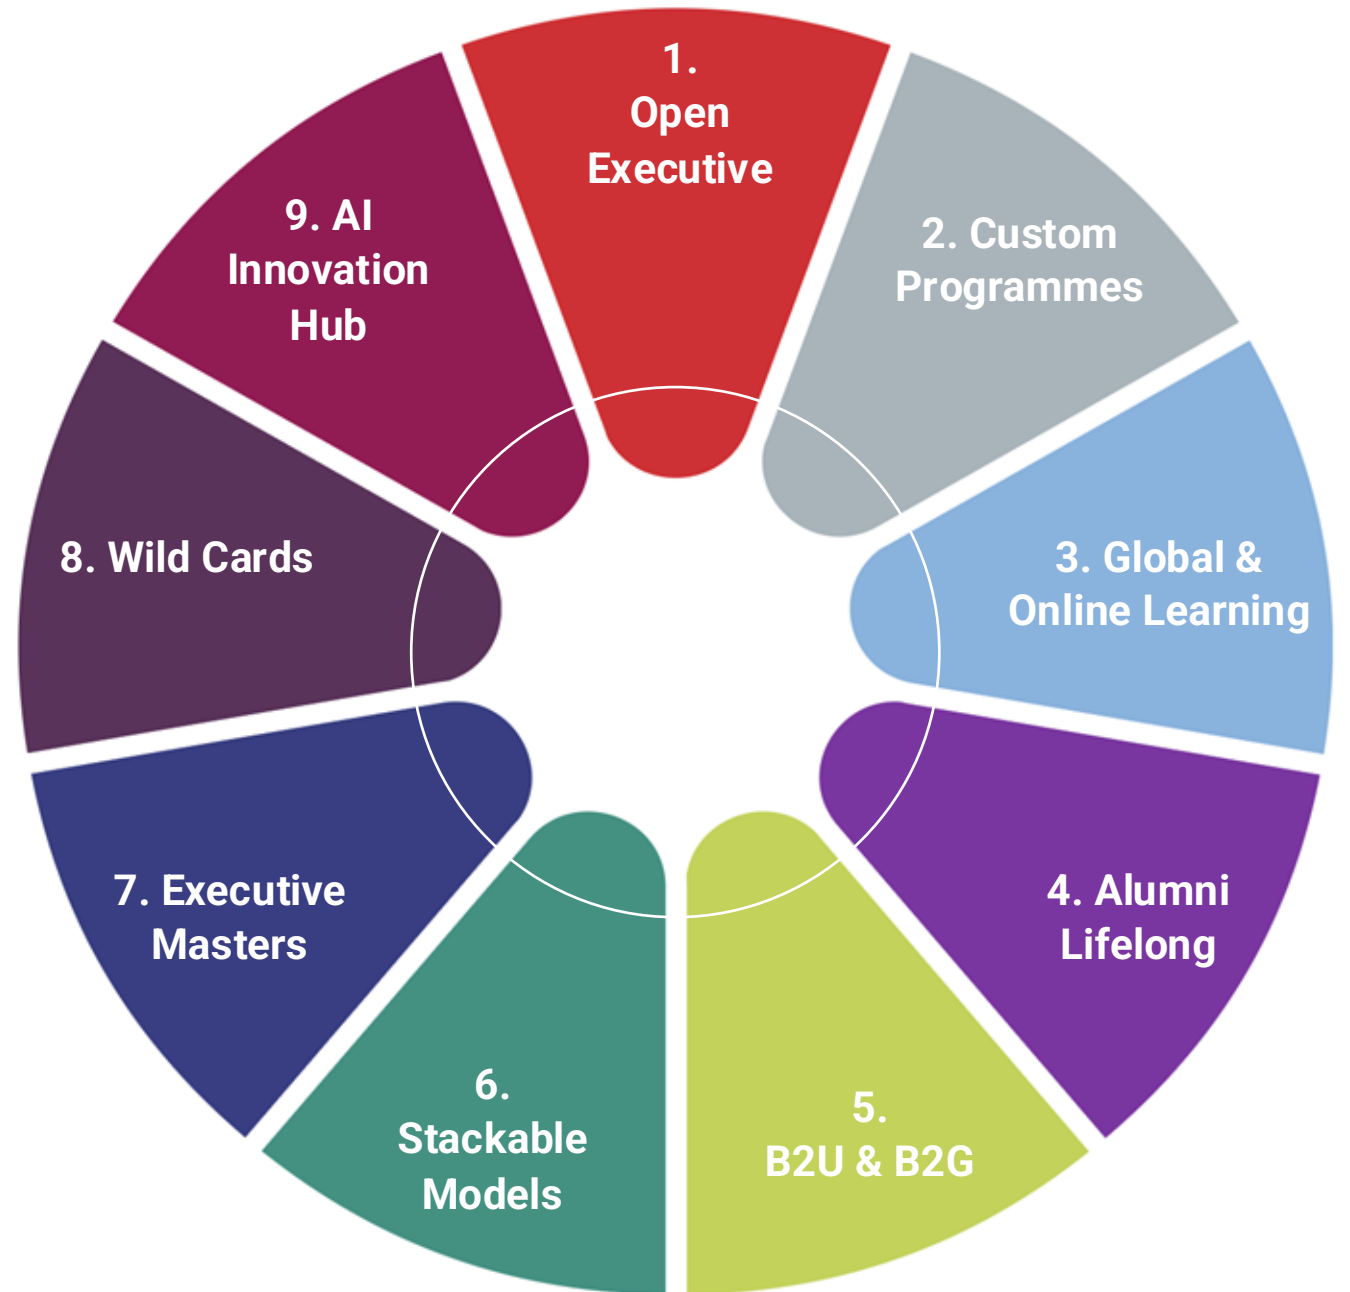 1.
Open
Executive
2. Custom
Programmes
3. Global &
Online Learning
4. Alumni
Lifelong
5.
B2U & B2G
6.
Stackable
Models
7. Executive
Masters
8. Wild Cards
9. AI
Innovation
Hub